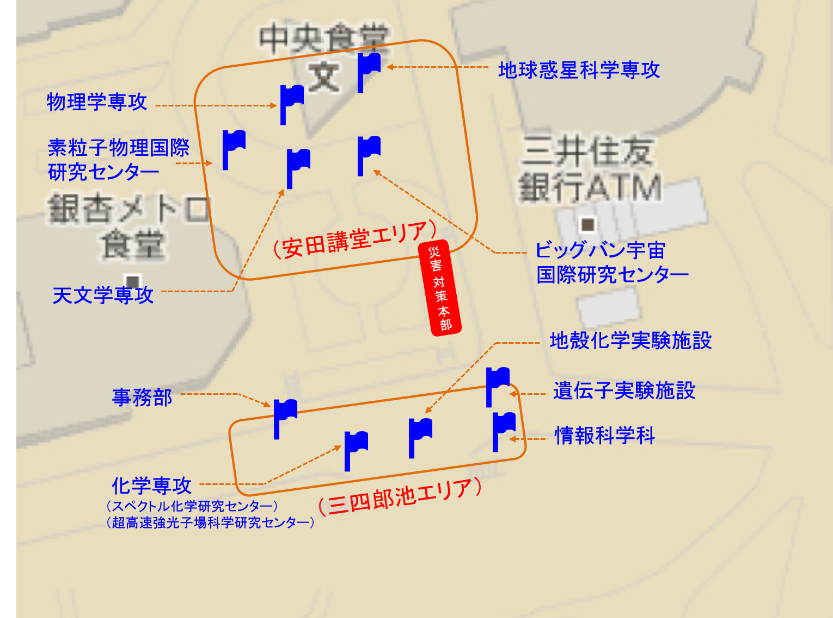 中央食堂
文
地球惑星科学専攻
物理学専攻
素粒子物理国際
研究センター
三井住友
銀行ATM
銀杏メトロ
食堂
(安田講堂エリア)
災害 対策 本部
ビッグバン宇宙
国際研究センター
天文学専攻
地殻化学実験施設
事務部
遺伝子実験施設
情報科学科
化学専攻
(スペクトル化学研究センター)
(超高速強光子場科学研究センター)
(三四郎池エリア)